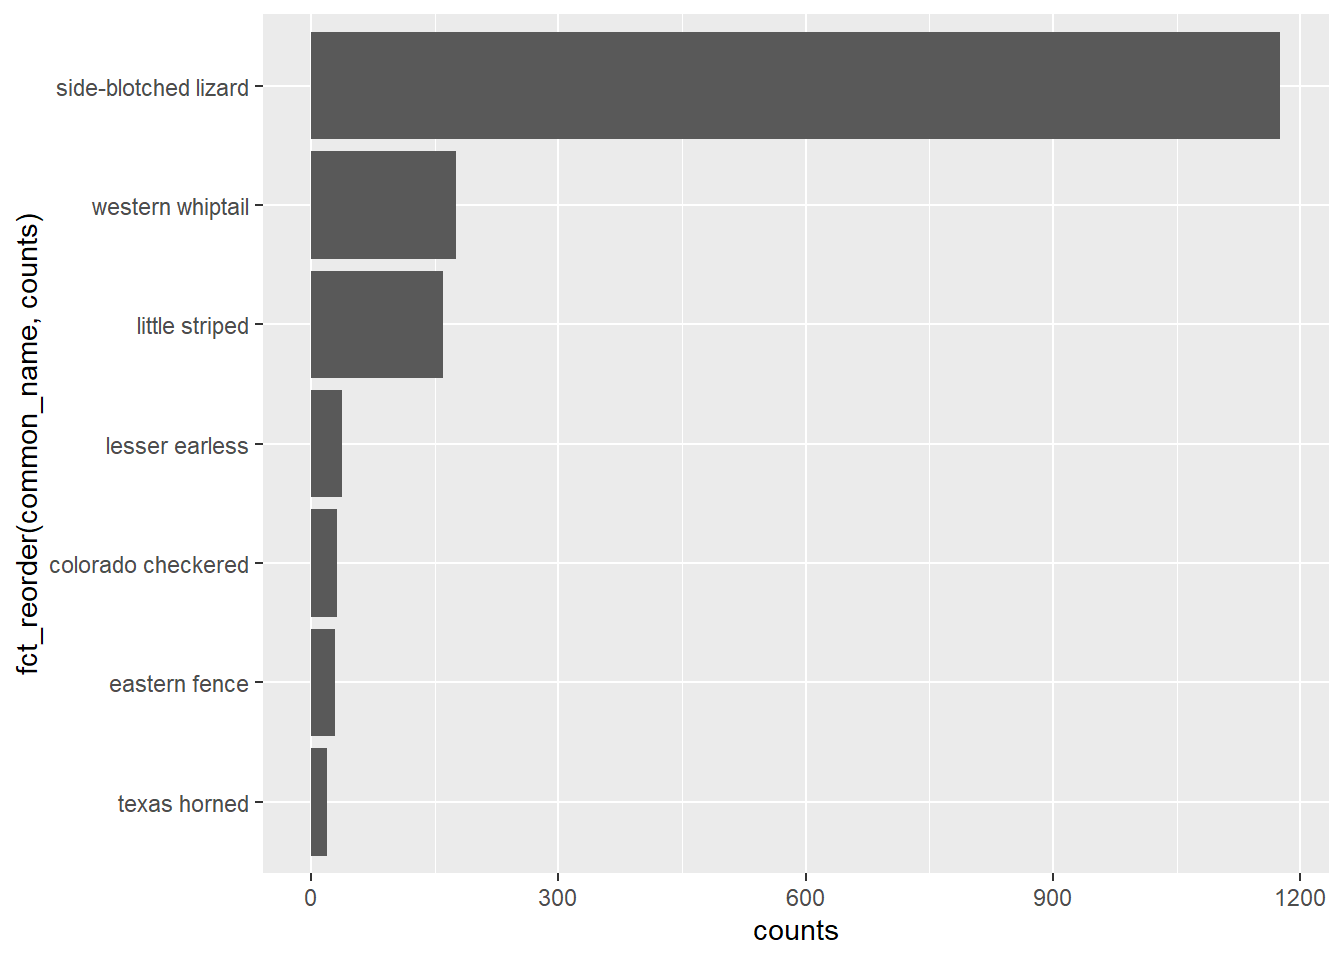 fct_reorder(common_name, counts)
side-blotched lizard
western whiptail
little striped
lesser earless
colorado checkered
eastern fence
texas horned
0 300 600 900 1200
counts